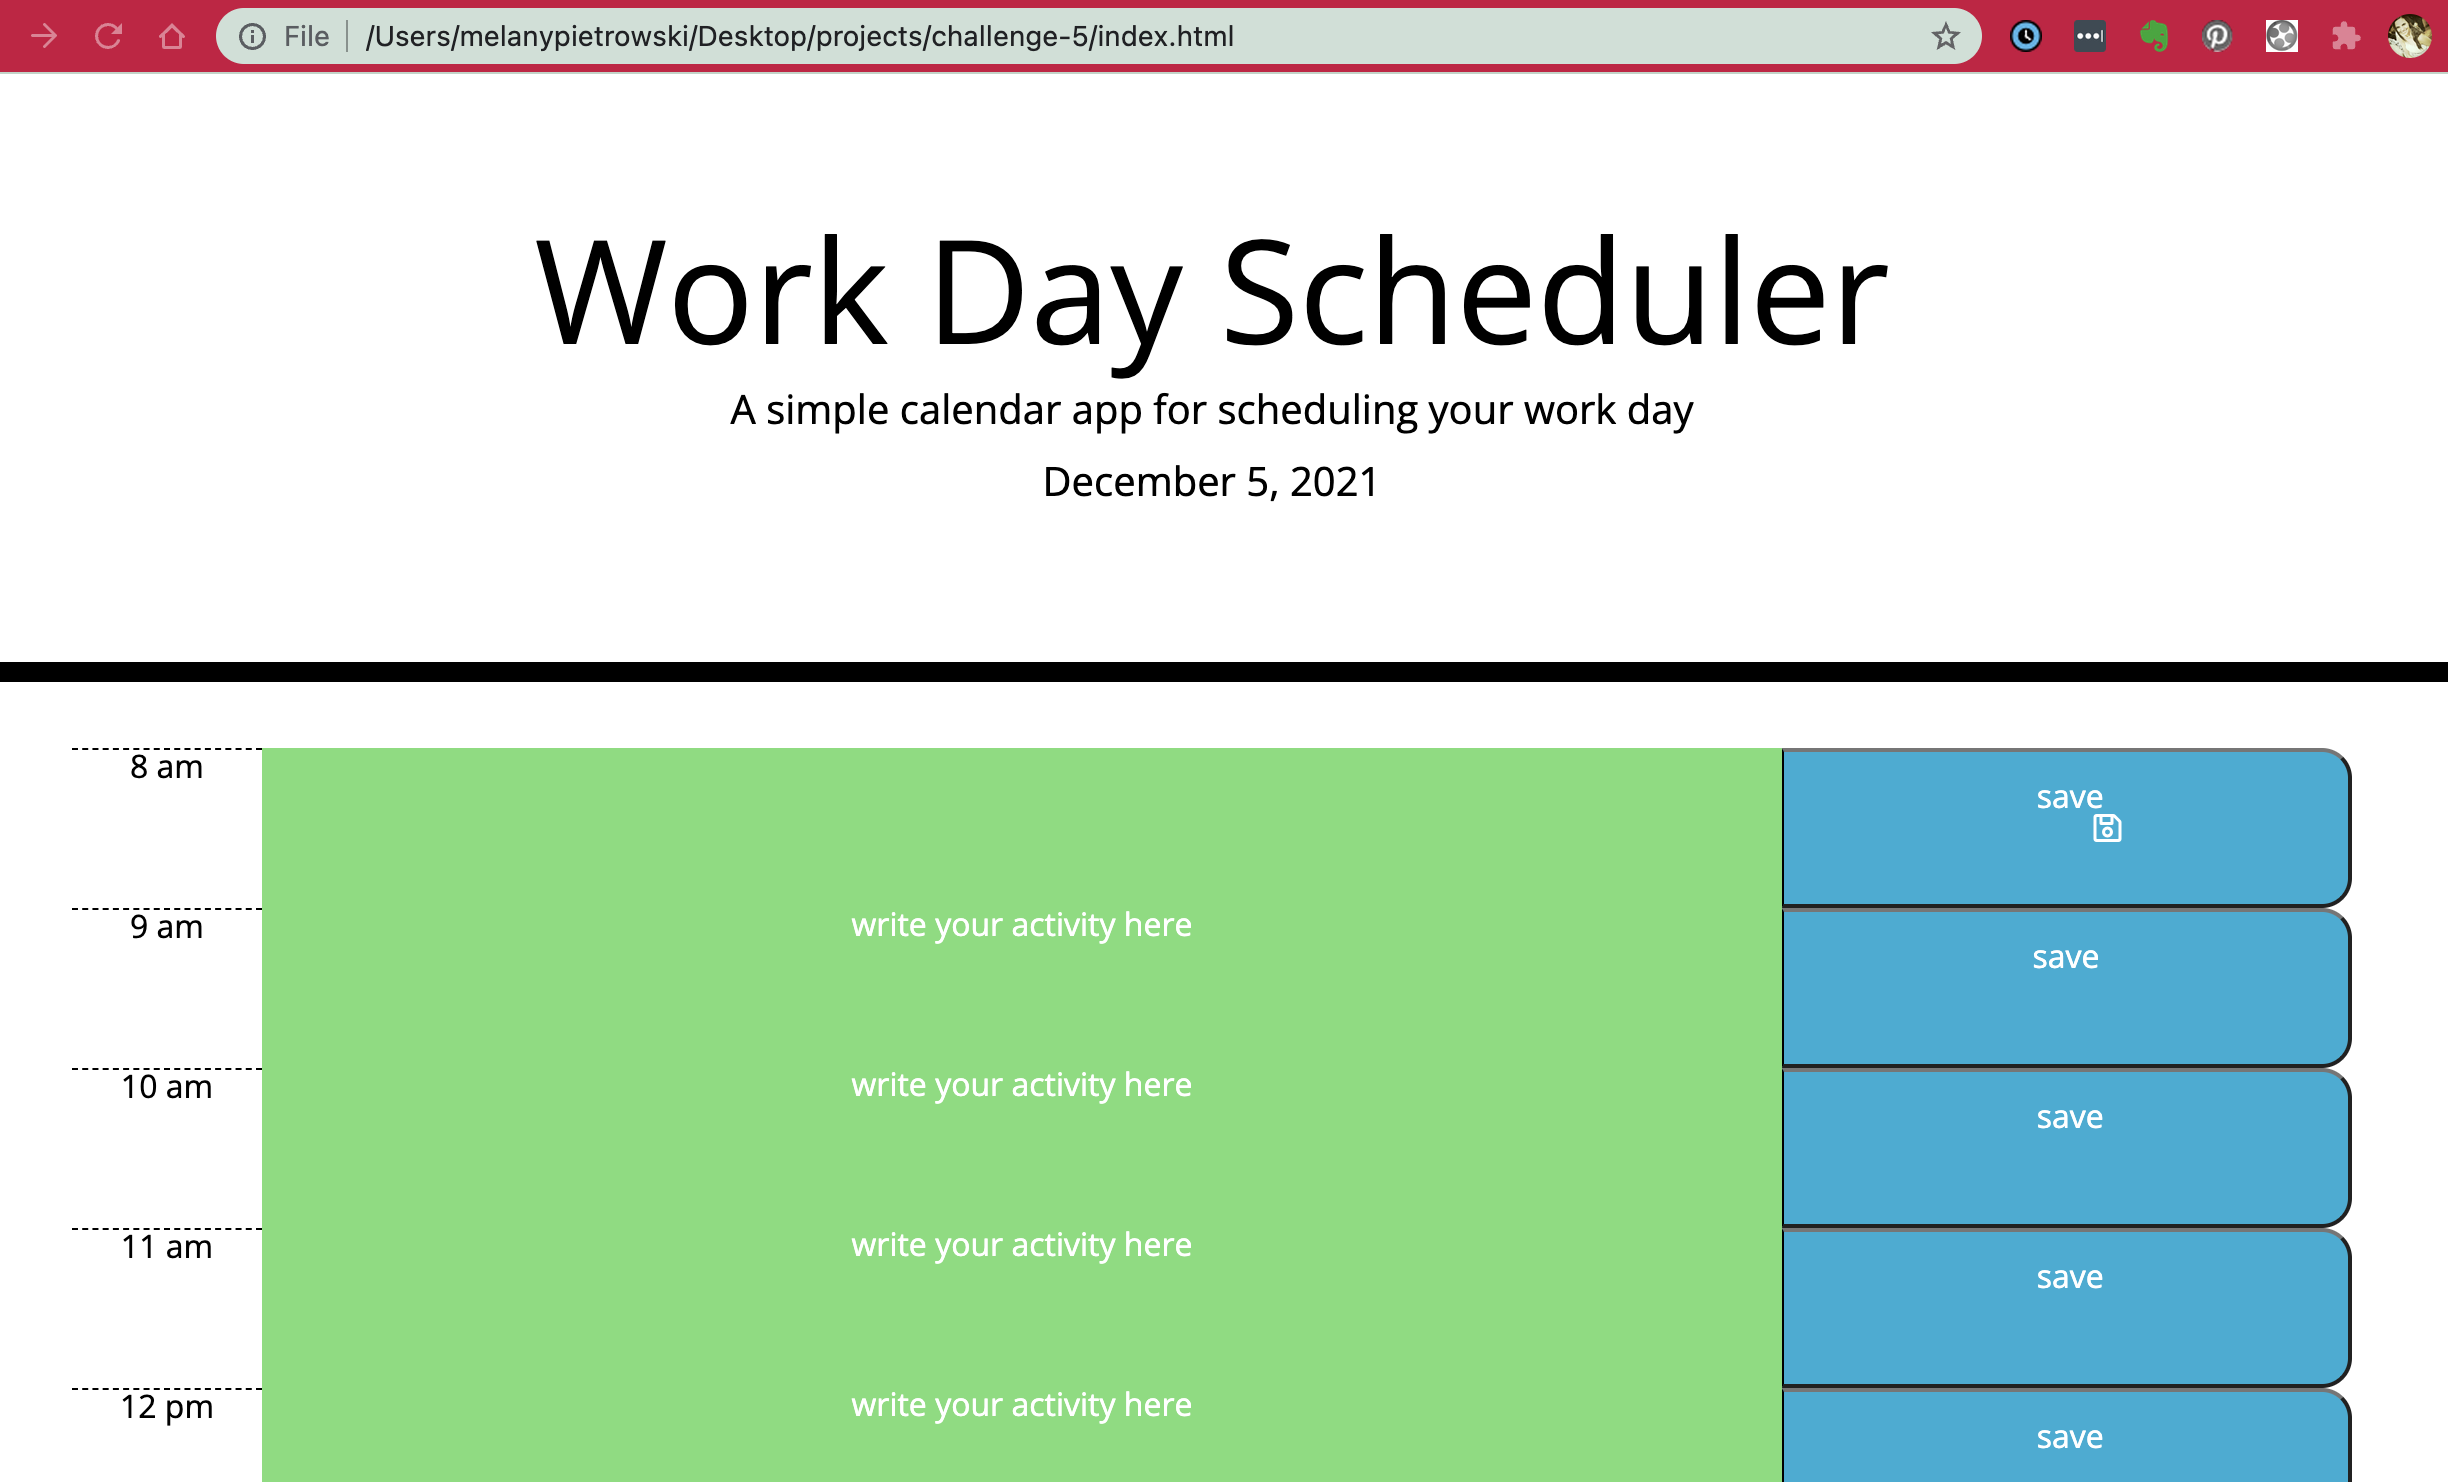 File /Users/melanypietrowski/Desktop/projects/challenge-5/index.html
Work Day Scheduler
A simple calendar app for scheduling your work day
December 5, 2021
8 am
save
9 am
write your activity here
save
10 am
write your activity here
save
11 am
write your activity here
save
12 pm
write your activity here
save